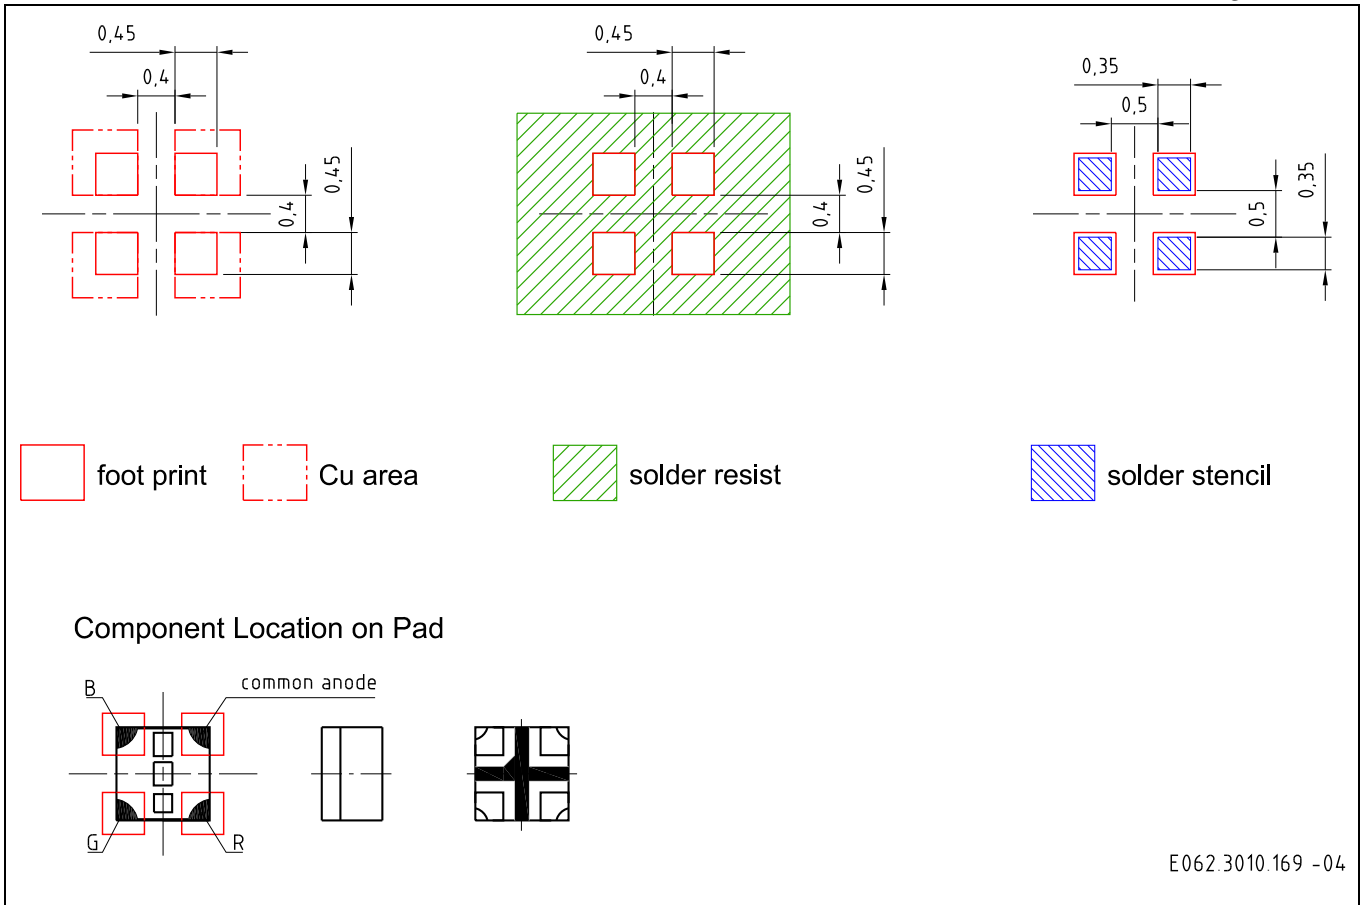 0,45
0,4
0,45
0,4
0,45
0,4
0,45
0,4
0,35
0,5
0,35
0,5
foot print
Cu area
solder resist
solder stencil
Component Location on Pad
B
common anode
G
R
E062.3010.169 -04